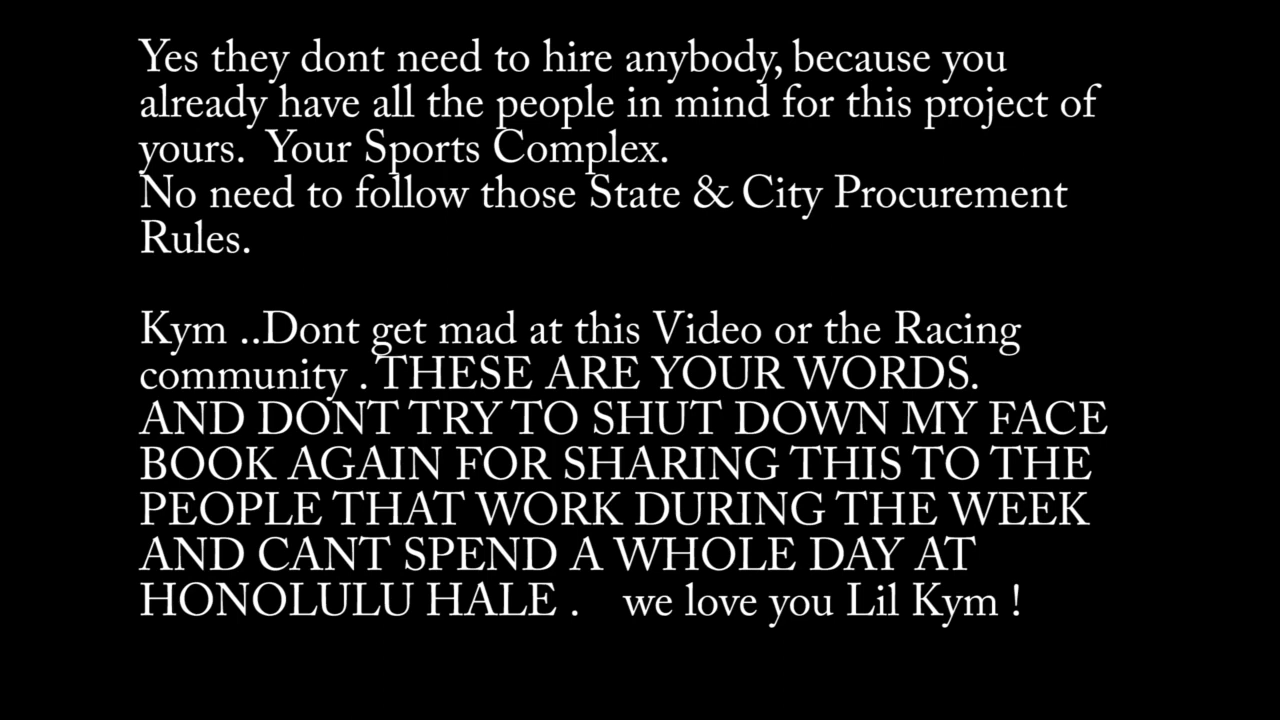 Yes they dont need to hire anybody, because you
already have all the people in mind for this project of
yours.  Your Sports Complex.
No need to follow those State & City Procurement
Rules.
Kym ..Dont get mad at this Video or the Racing
community . THESE ARE YOUR WORDS.
AND DONT TRY TO SHUT DOWN MY FACE
BOOK AGAIN FOR SHARING THIS TO THE
PEOPLE THAT WORK DURING THE WEEK
AND CANT SPEND A WHOLE DAY AT
HONOLULU HALE .    we love you Lil Kym !